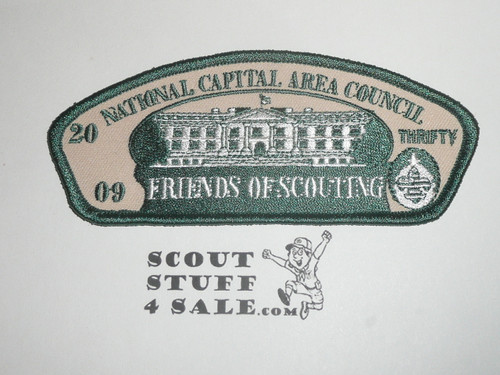 NATIONAL CAPITAL AREA COUNCIL
20
09
THRIFTY
FRIENDS OF SCOUTING
SCOUT
STUFF
4 SALE.com